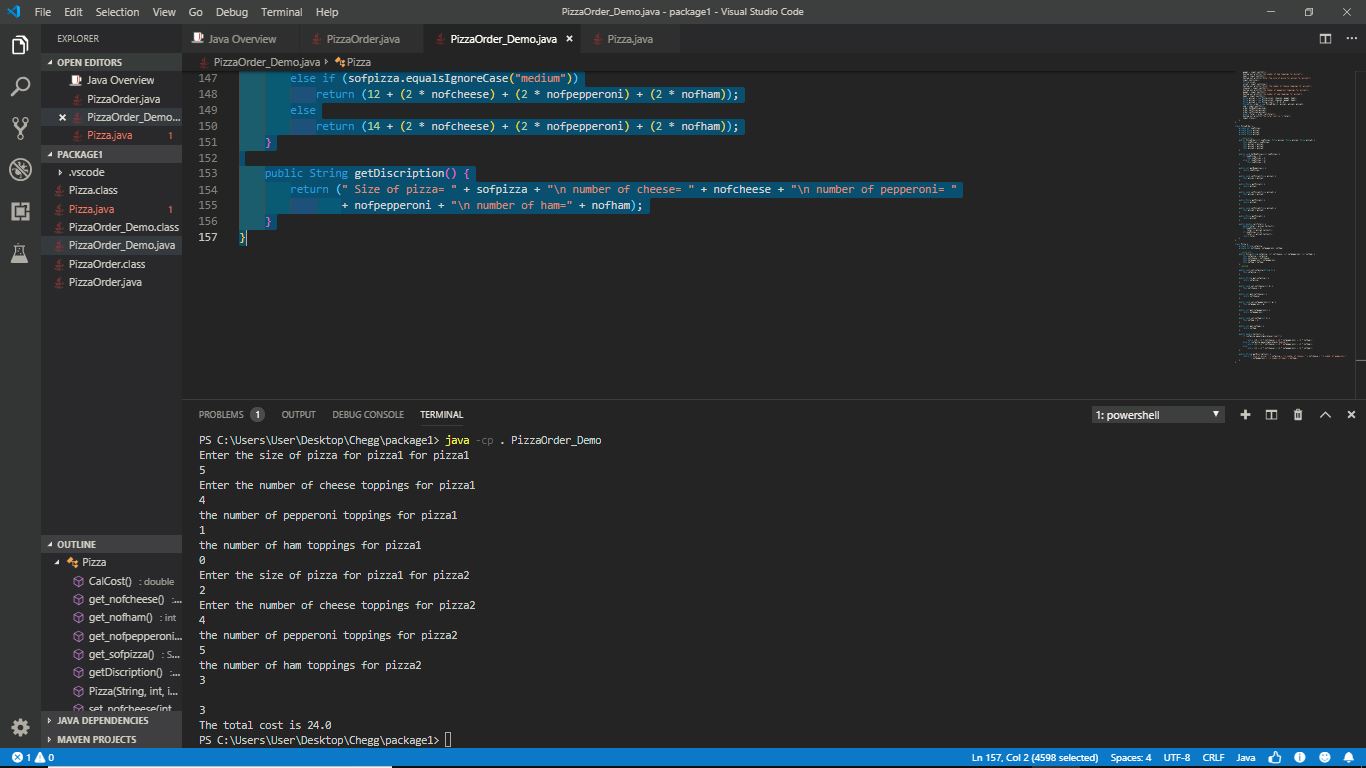 File Edit Selection View Go Debug Terminal Help
PizzaOrder_Demo.java - package1 - Visual Studio Code
EXPLORER
OPEN EDITORS
Java Overview
PizzaOrder.java
PizzaOrder_Demo...
Pizza.java 1
PACKAGE1
.vscode
Pizza.class
Pizza.java 1
PizzaOrder_Demo.class
PizzaOrder_Demo.java
PizzaOrder.class
PizzaOrder.java
OUTLINE
Pizza
CalCost() : double
get_nofcheese() :...
get_nofham() : int
get_nofpepperoni...
get_sofpizza() : S...
getDiscription() :...
Pizza(String, int, i...
set_nofcheese(int
JAVA DEPENDENCIES
MAVEN PROJECTS
Java Overview PizzaOrder.java PizzaOrder_Demo.java Pizza.java
PizzaOrder_Demo.java › Pizza
147 else if (sofpizza.equalsIgnoreCase("medium"))
148 return (12 + (2 * nofcheese) + (2 * nofpepperoni) + (2 * nofham));
149 else
150 return (14 + (2 * nofcheese) + (2 * nofpepperoni) + (2 * nofham));
151 }
152
153 public String getDiscription() {
154 return (" Size of pizza= " + sofpizza + "\n number of cheese= " + nofcheese + "\n number of pepperoni= "
155 + nofpepperoni + "\n number of ham=" + nofham);
156 }
157 }
PROBLEMS 1 OUTPUT DEBUG CONSOLE TERMINAL
1: powershell
PS C:\Users\User\Desktop\Chegg\package1> java -cp . PizzaOrder_Demo
Enter the size of pizza for pizza1 for pizza1
5
Enter the number of cheese toppings for pizza1
4
the number of pepperoni toppings for pizza1
1
the number of ham toppings for pizza1
0
Enter the size of pizza for pizza1 for pizza2
2
Enter the number of cheese toppings for pizza2
4
the number of pepperoni toppings for pizza2
5
the number of ham toppings for pizza2
3
3
The total cost is 24.0
PS C:\Users\User\Desktop\Chegg\package1>
1 0
Ln 157, Col 2 (4598 selected) Spaces: 4 UTF-8 CRLF Java